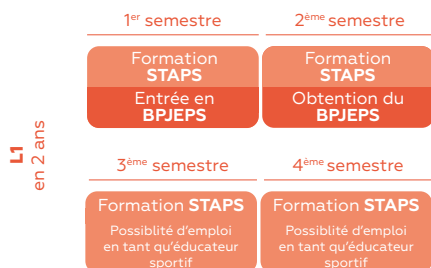 1er semestre
2ème semestre
Formation
STAPS
Entrée en
BPJEPS
Formation
STAPS
Obtention du
BPJEPS
L1
en 2 ans
3ème semestre
4ème semestre
Formation STAPS
Possiblité d'emploi
en tant qu'éducateur
sportif
Formation STAPS
Possiblité d'emploi
en tant qu'éducateur
sportif